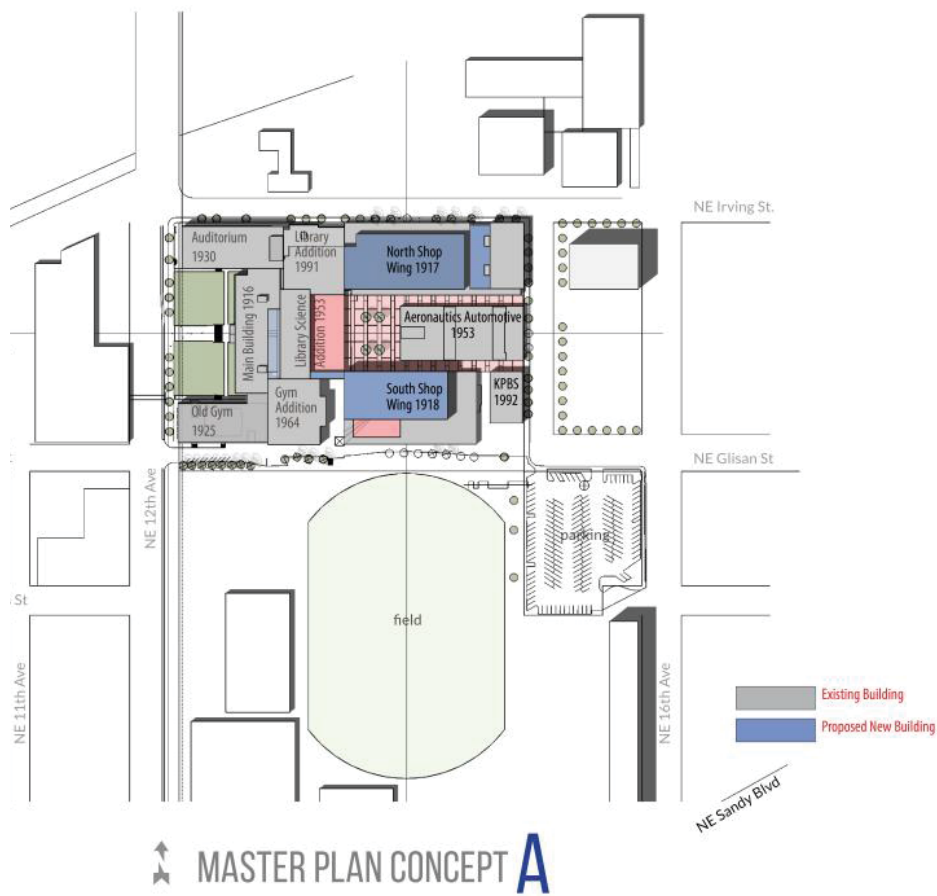 NE Irving St.
Auditorium
1930
Library
Addition
1991
North Shop
Wing 1917
Main Building 1916
Library Science
Addition 1953
Aeronautics Automotive
1953
South Shop
Wing 1918
KPBS
1992
Gym
Addition
1964
Old Gym
1925
NE Glisan St
NE 12th Ave
parking
St
field
NE 11th Ave
NE 16th Ave
Existing Building
Proposed New Building
NE Sandy Blvd
MASTER PLAN CONCEPT A